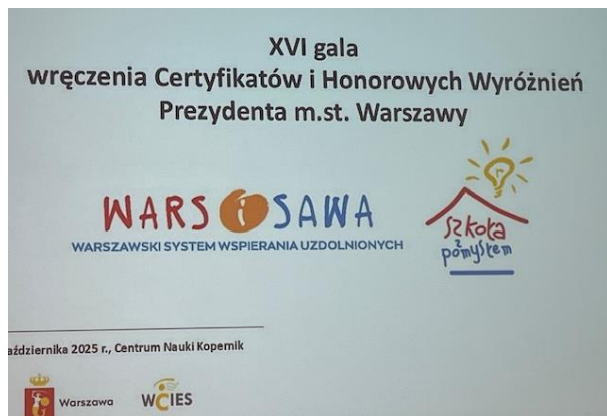 XVI gala
wręczenia Certyfikatów i Honorowych Wyróżnień
Prezydenta m.st. Warszawy
WARS i SAWA
WARSZAWSKI SYSTEM WSPIERANIA UZDOLNIONYCH
szkoła
z
pomysłem
aździernika 2025 r., Centrum Nauki Kopernik
Warszawa
WCIES